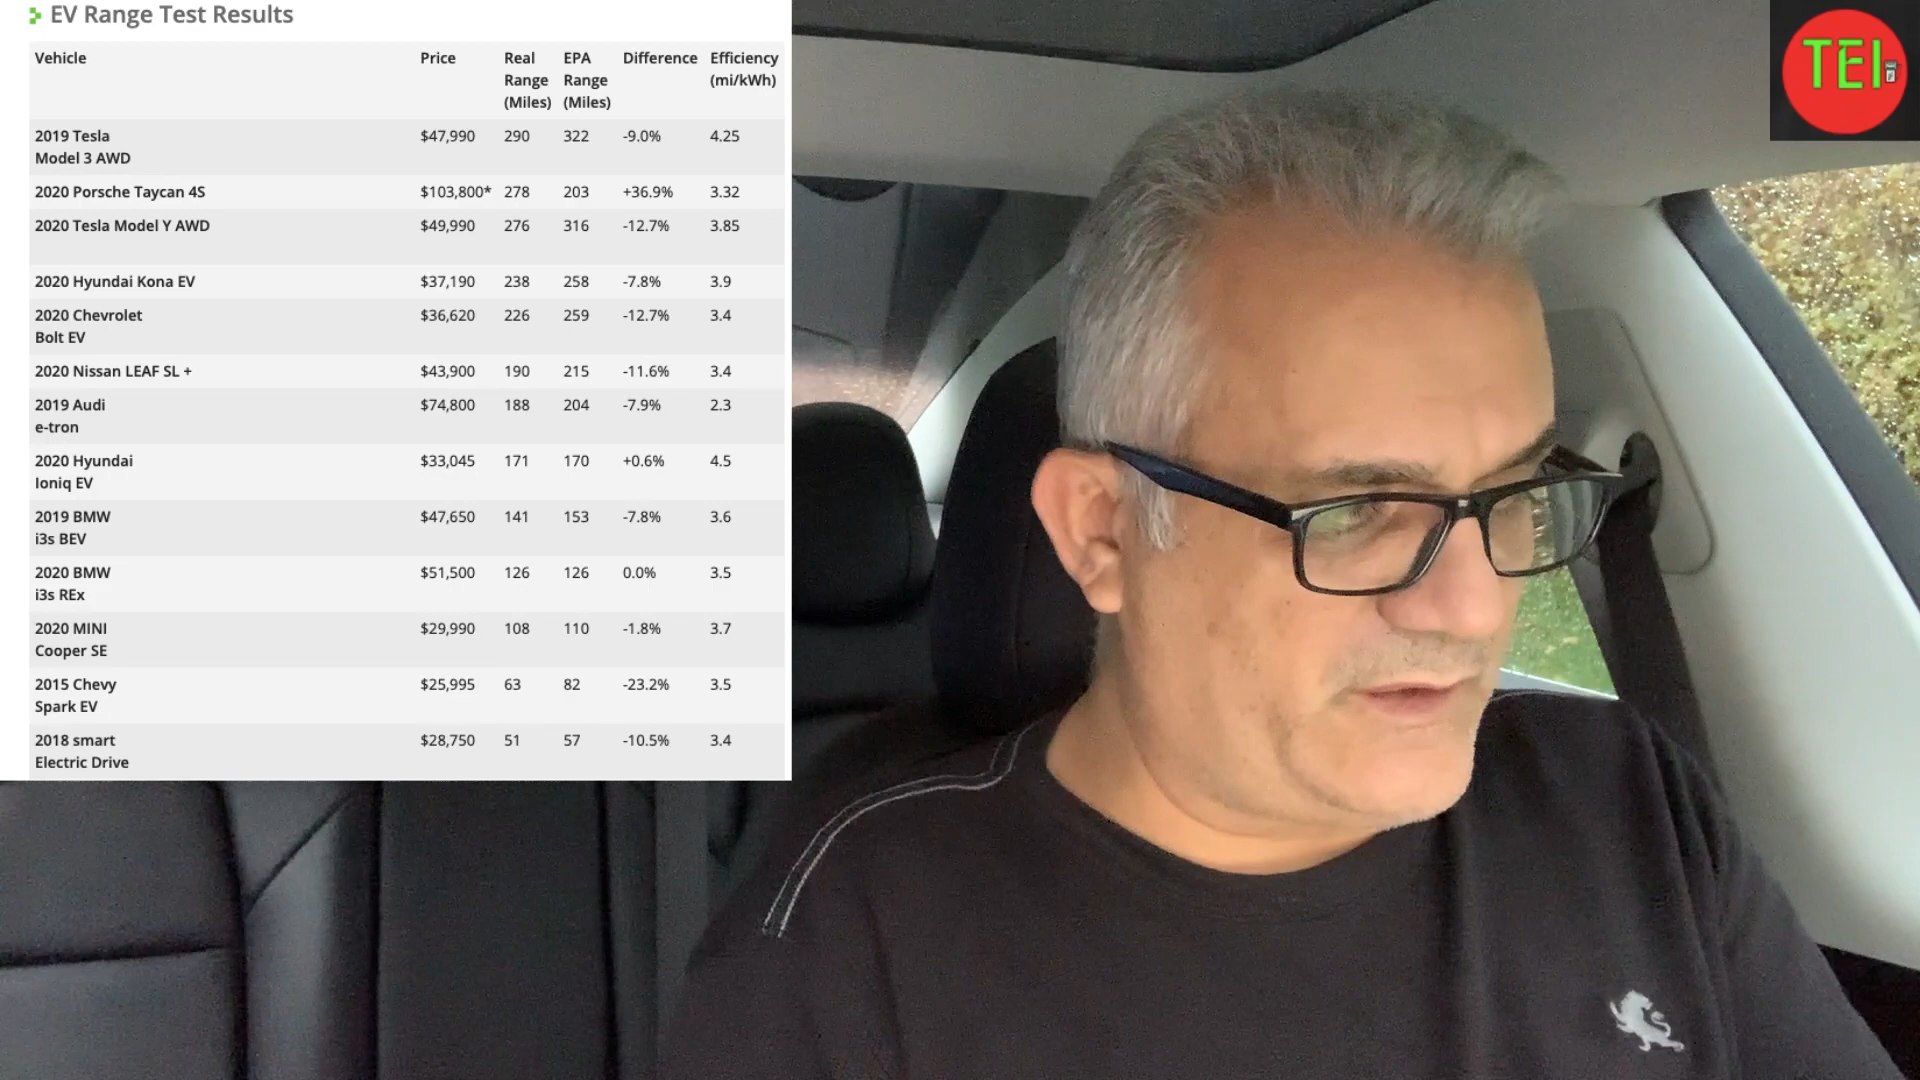 EV Range Test Results
Vehicle Price Real Range (Miles) EPA Range (Miles) Difference Efficiency (mi/kWh)
2019 Tesla Model 3 AWD $47,990 290 322 -9.0% 4.25
2020 Porsche Taycan 4S $103,800* 278 203 +36.9% 3.32
2020 Tesla Model Y AWD $49,990 276 316 -12.7% 3.85
2020 Hyundai Kona EV $37,190 238 258 -7.8% 3.9
2020 Chevrolet Bolt EV $36,620 226 259 -12.7% 3.4
2020 Nissan LEAF SL + $43,900 190 215 -11.6% 3.4
2019 Audi e-tron $74,800 188 204 -7.9% 2.3
2020 Hyundai Ioniq EV $33,045 171 170 +0.6% 4.5
2019 BMW i3s BEV $47,650 141 153 -7.8% 3.6
2020 BMW i3s REx $51,500 126 126 0.0% 3.5
2020 MINI Cooper SE $29,990 108 110 -1.8% 3.7
2015 Chevy Spark EV $25,995 63 82 -23.2% 3.5
2018 smart Electric Drive $28,750 51 57 -10.5% 3.4
TEI